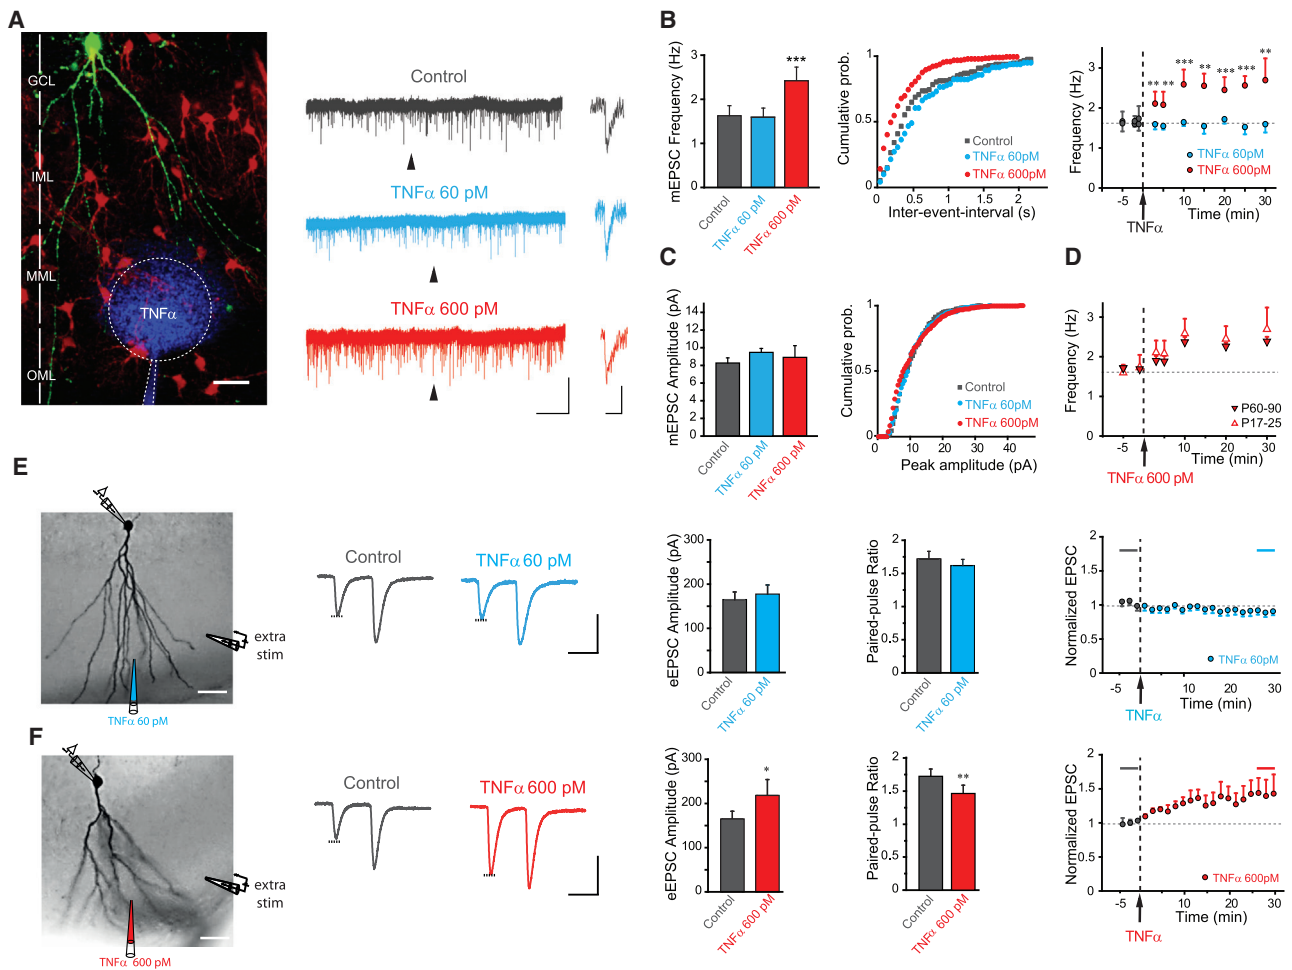 A
GCL
IML
MML
OML
TNFα
Control
TNFα 60 pM
TNFα 600 pM
B
mEPSC Frequency (Hz)
3
2
1
0
***
Control
TNFα 60 pM
TNFα 600 pM
Cumulative prob.
1
0.5
0
0
0.5
1
1.5
2
Inter-event-interval (s)
Control
TNFα 60pM
TNFα 600pM
Frequency (Hz)
3
2
1
0
** ** *** ** *** *** **
TNFα 60pM
TNFα 600pM
-5
10
20
30
Time (min)
TNFα
C
mEPSC Amplitude (pA)
14
12
10
8
6
4
2
0
Control
TNFα 60 pM
TNFα 600 pM
Cumulative prob.
1
0.5
0
0
10
20
30
40
Peak amplitude (pA)
Control
TNFα 60pM
TNFα 600pM
D
Frequency (Hz)
3
2
1
0
P60-90
P17-25
-5
10
20
30
Time (min)
TNFα 600 pM
E
extra
stim
TNFα 60 pM
Control
TNFα 60 pM
eEPSC Amplitude (pA)
300
200
100
0
Control
TNFα 60 pM
Paired-pulse Ratio
2
1.5
1
0.5
0
Control
TNFα 60 pM
Normalized EPSC
2
1.5
1
0.5
0
TNFα 60pM
-5
10
20
30
Time (min)
TNFα
F
extra
stim
TNFα 600 pM
Control
TNFα 600 pM
eEPSC Amplitude (pA)
300
200
100
0
*
Control
TNFα 600 pM
Paired-pulse Ratio
2
1.5
1
0.5
0
**
Control
TNFα 600 pM
Normalized EPSC
2
1.5
1
0.5
0
TNFα 600pM
-5
10
20
30
Time (min)
TNFα